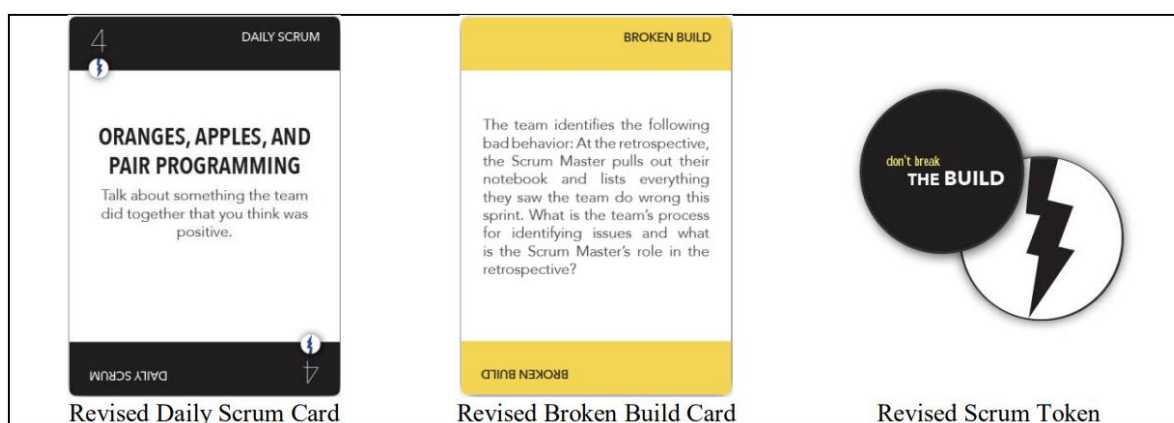 4
DAILY SCRUM
ORANGES, APPLES, AND
PAIR PROGRAMMING
Talk about something the team
did together that you think was
positive.
4
DAILY SCRUM
Revised Daily Scrum Card
BROKEN BUILD
The team identifies the following
bad behavior: At the retrospective,
the Scrum Master pulls out their
notebook and lists everything
they saw the team do wrong this
sprint. What is the team's process
for identifying issues and what
is the Scrum Master's role in the
retrospective?
BROKEN BUILD
Revised Broken Build Card
don't break
THE BUILD
Revised Scrum Token